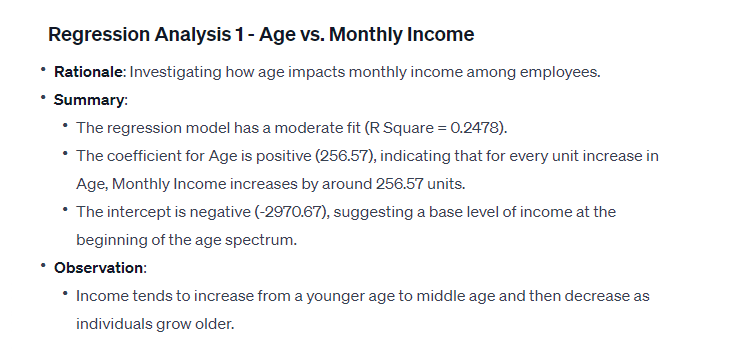 Regression Analysis 1 - Age vs. Monthly Income
• Rationale: Investigating how age impacts monthly income among employees.
• Summary:
• The regression model has a moderate fit (R Square = 0.2478).
• The coefficient for Age is positive (256.57), indicating that for every unit increase in
Age, Monthly Income increases by around 256.57 units.
• The intercept is negative (-2970.67), suggesting a base level of income at the
beginning of the age spectrum.
• Observation:
• Income tends to increase from a younger age to middle age and then decrease as
individuals grow older.